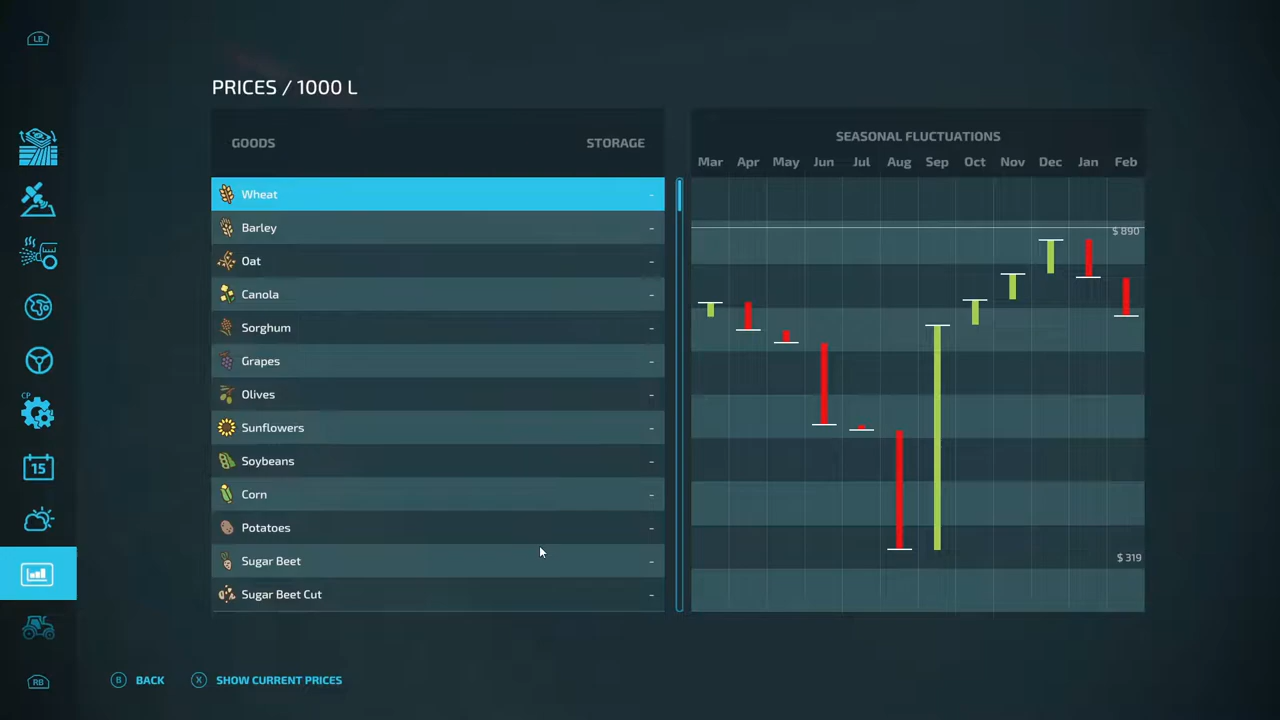 LB
PRICES / 1000 L
GOODS STORAGE
SEASONAL FLUCTUATIONS
Mar Apr May Jun Jul Aug Sep Oct Nov Dec Jan Feb
Wheat -
$ 890
Barley -
Oat -
Canola -
Sorghum -
Grapes -
Olives -
CP
Sunflowers -
Soybeans -
15
Corn -
Potatoes -
$ 319
Sugar Beet -
Sugar Beet Cut -
RB
B BACK X SHOW CURRENT PRICES